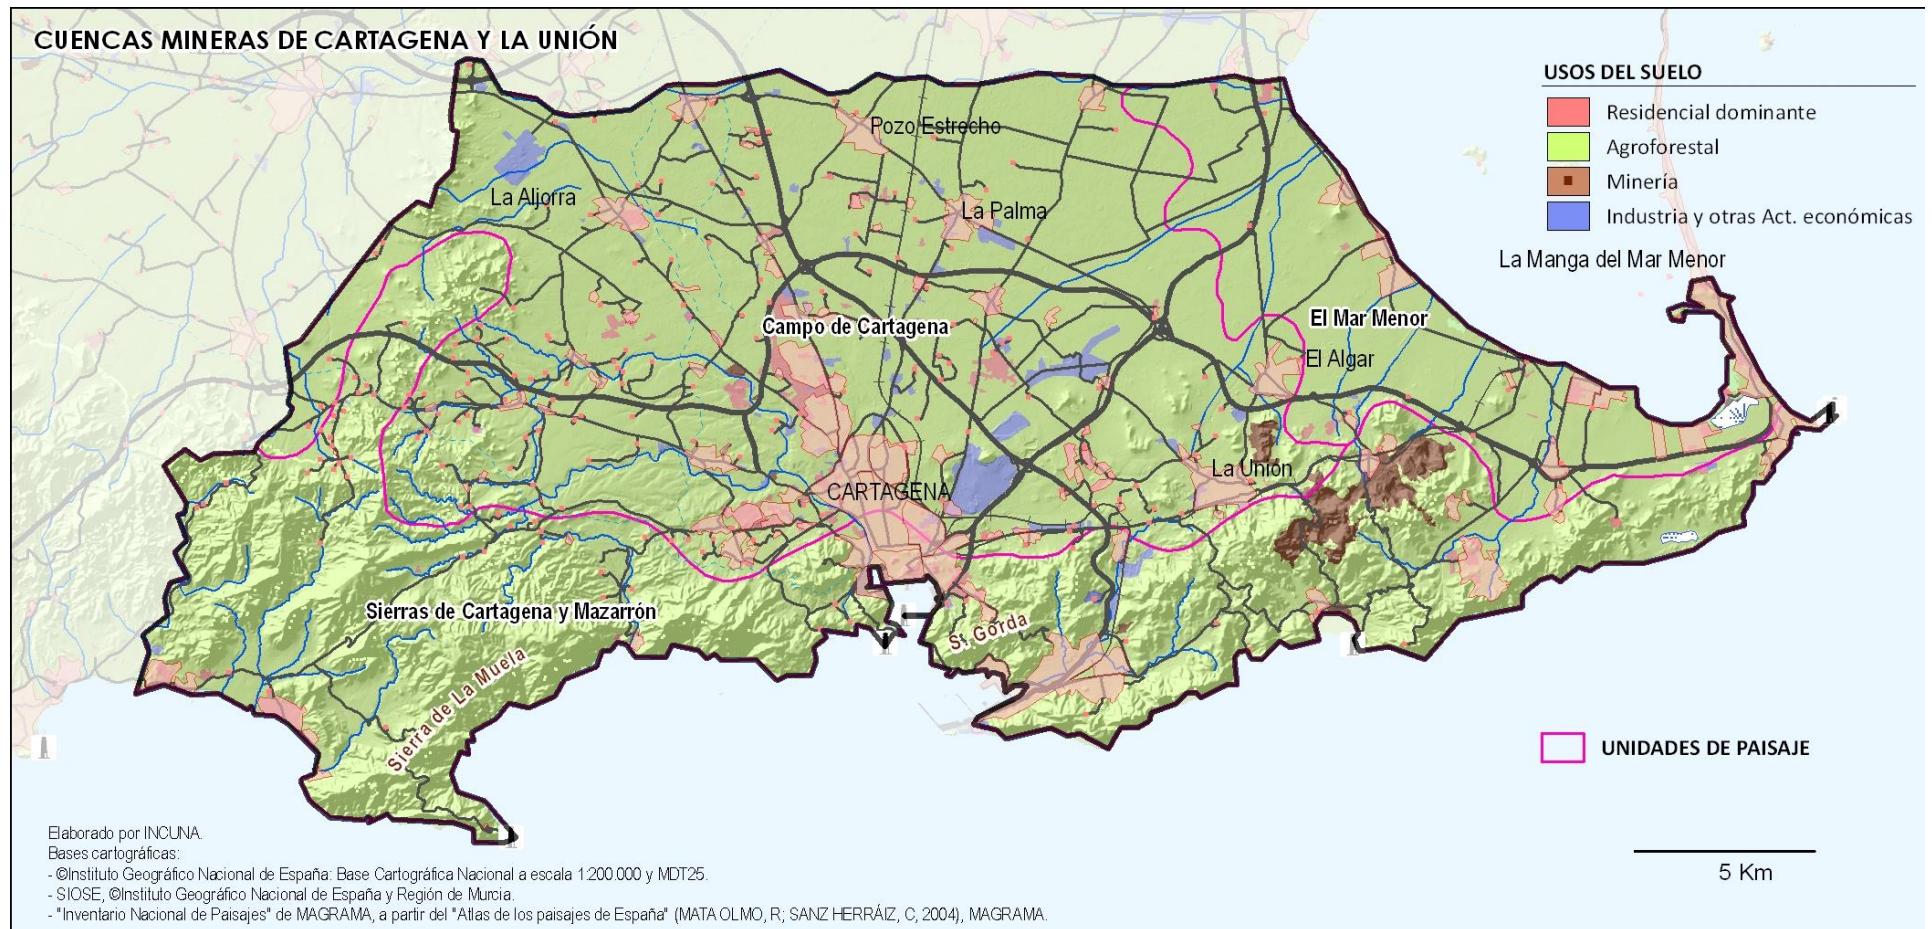 CUENCAS MINERAS DE CARTAGENA Y LA UNIÓN
USOS DEL SUELO
Residencial dominante
Agroforestal
Minería
Industria y otras Act. económicas
La Manga del Mar Menor
Pozo Estrecho
La Aljorra
La Palma
Campo de Cartagena
El Mar Menor
El Algar
La Unión
CARTAGENA
Sierras de Cartagena y Mazarrón
S. Gorda
Sierra de La Muela
UNIDADES DE PAISAJE
Elaborado por INCUNA.
Bases cartográficas:
- ©Instituto Geográfico Nacional de España: Base Cartográfica Nacional a escala 1:200.000 y MDT25.
- SIOSE, ©Instituto Geográfico Nacional de España y Región de Murcia.
- "Inventario Nacional de Paisajes" de MAGRAMA, a partir del "Atlas de los paisajes de España" (MATA OLMO, R; SANZ HERRÁIZ, C, 2004), MAGRAMA.
5 Km